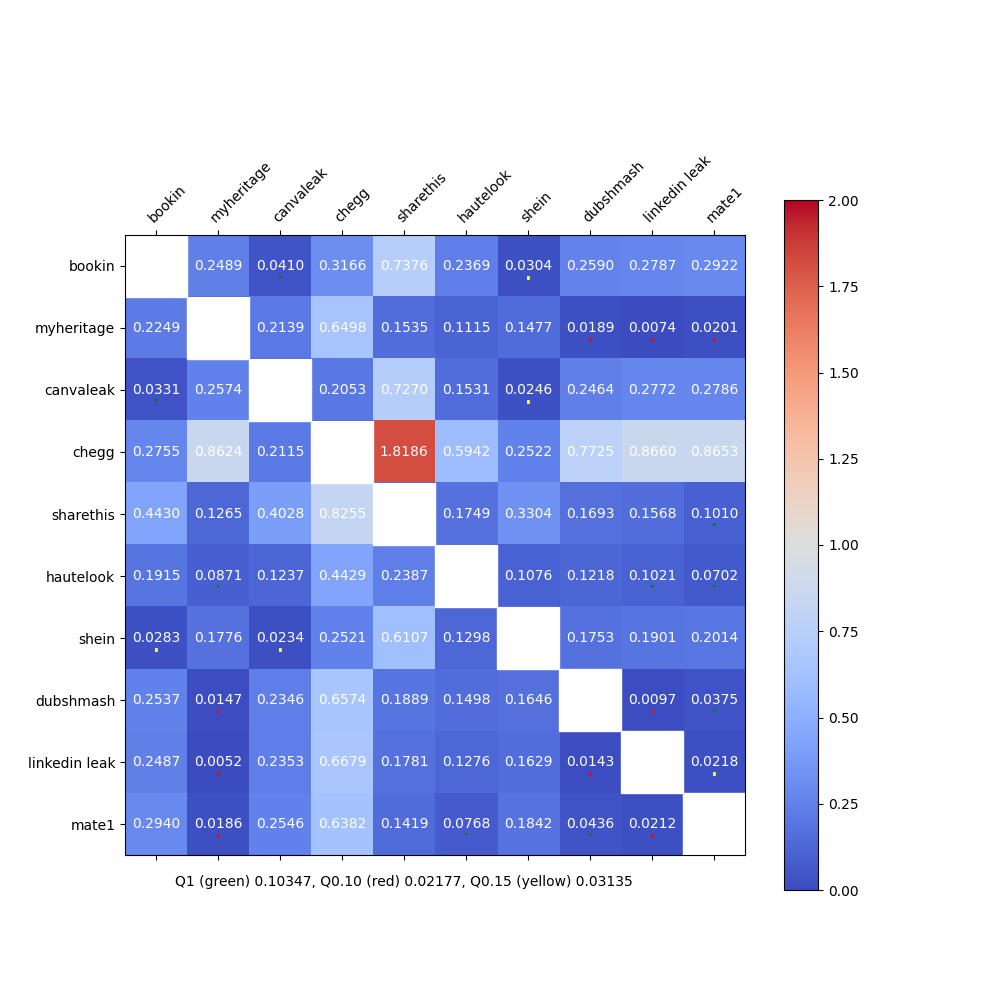 bookin myheritage canvaleak chegg sharethis hautelook shein dubshmash linkedin leak mate1
2.00
bookin 0.2489 0.0410 0.3166 0.7376 0.2369 0.0304 0.2590 0.2787 0.2922
1.75
myheritage 0.2249 0.2139 0.6498 0.1535 0.1115 0.1477 0.0189 0.0074 0.0201
canvaleak 0.0331 0.2574 0.2053 0.7270 0.1531 0.0246 0.2464 0.2772 0.2786
1.50
chegg 0.2755 0.8624 0.2115 1.8186 0.5942 0.2522 0.7725 0.8660 0.8653
1.25
sharethis 0.4430 0.1265 0.4028 0.8255 0.1749 0.3304 0.1693 0.1568 0.1010
1.00
hautelook 0.1915 0.0871 0.1237 0.4429 0.2387 0.1076 0.1218 0.1021 0.0702
0.75
shein 0.0283 0.1776 0.0234 0.2521 0.6107 0.1298 0.1753 0.1901 0.2014
dubshmash 0.2537 0.0147 0.2346 0.6574 0.1889 0.1498 0.1646 0.0097 0.0375
0.50
linkedin leak 0.2487 0.0052 0.2353 0.6679 0.1781 0.1276 0.1629 0.0143 0.0218
0.25
mate1 0.2940 0.0186 0.2546 0.6382 0.1419 0.0768 0.1842 0.0436 0.0212
Q1 (green) 0.10347, Q0.10 (red) 0.02177, Q0.15 (yellow) 0.03135
0.00